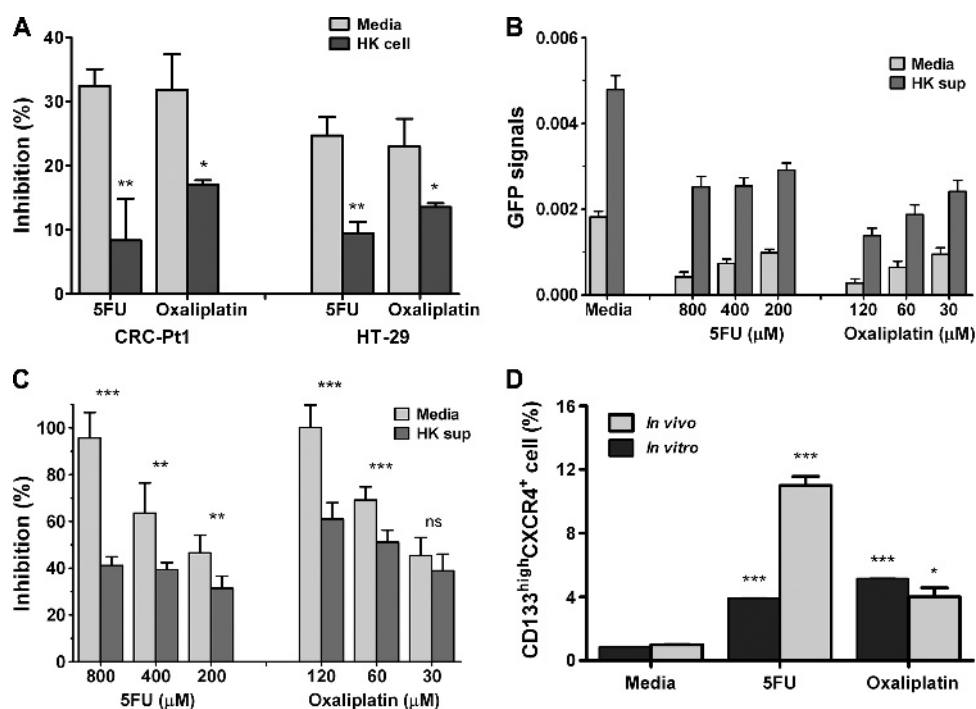 A
Media
HK cell
Inhibition (%)
40
30
20
10
0
**
*
**
*
5FU Oxaliplatin 5FU Oxaliplatin
CRC-Pt1 HT-29
B
Media
HK sup
GFP signals
0.006
0.004
0.002
0.000
Media 800 400 200 120 60 30
5FU (µM) Oxaliplatin (µM)
C
Media
HK sup
Inhibition (%)
100
80
60
40
20
0
***
**
**
***
***
ns
800 400 200 120 60 30
5FU (µM) Oxaliplatin (µM)
D
In vivo
In vitro
CD133highCXCR4+ cell (%)
16
12
8
4
0
***
***
***
*
Media 5FU Oxaliplatin